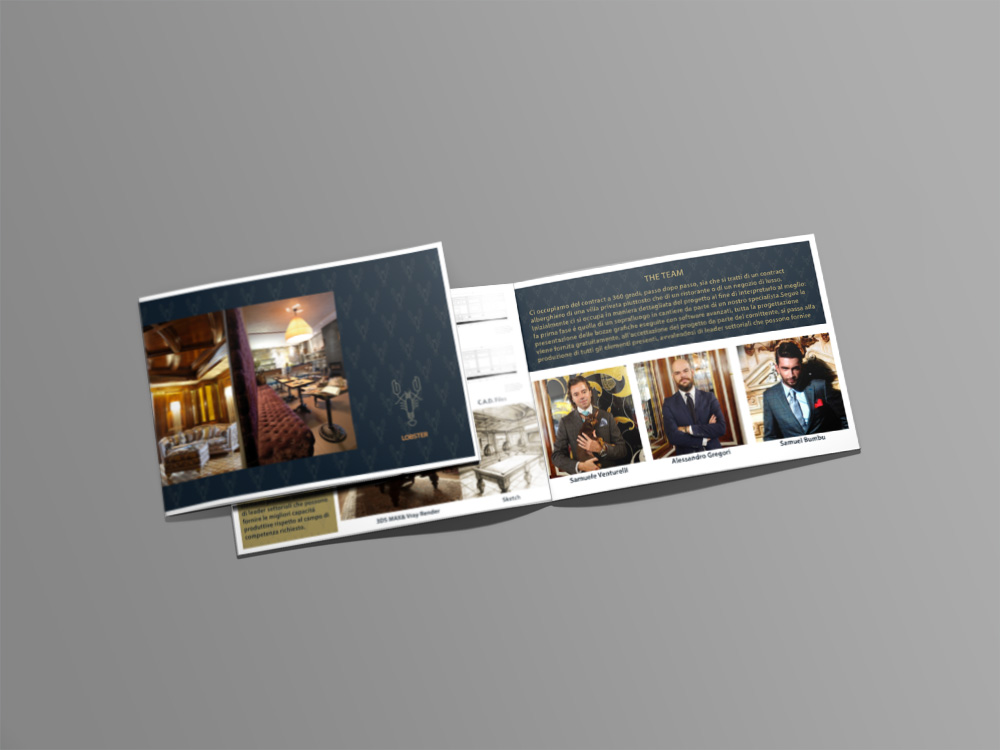 LOBSTER
di leader settoriali che possono
fornire le migliori capacità
produttive rispetto al campo di
competenza richiesto.
3DS MAX& Vray Render
C.A.D. Files
Sketch
THE TEAM
Ci occupiamo del contract a 360 gradi, passo dopo passo, sia che si tratti di un contract
alberghiero di una villa privata piuttosto che di un ristorante o di un negozio di lusso.
Inizialmente ci si occupa in maniera dettagliata del progetto al fine di interpretarlo al meglio:
la prima fase è quella di un sopralluogo in cantiere da parte di un nostro specialista.Segue la
presentazione delle bozze grafiche eseguite con software avanzati, tutta la progettazione
viene fornita gratuitamente, all'accettazione del progetto da parte del comittente, si passa alla
produzione di tutti gli elementi presenti, avvalendosi di leader settoriali che possono fornire
Samuele Venturelli
Alessandro Gregori
Samuel Bumbu